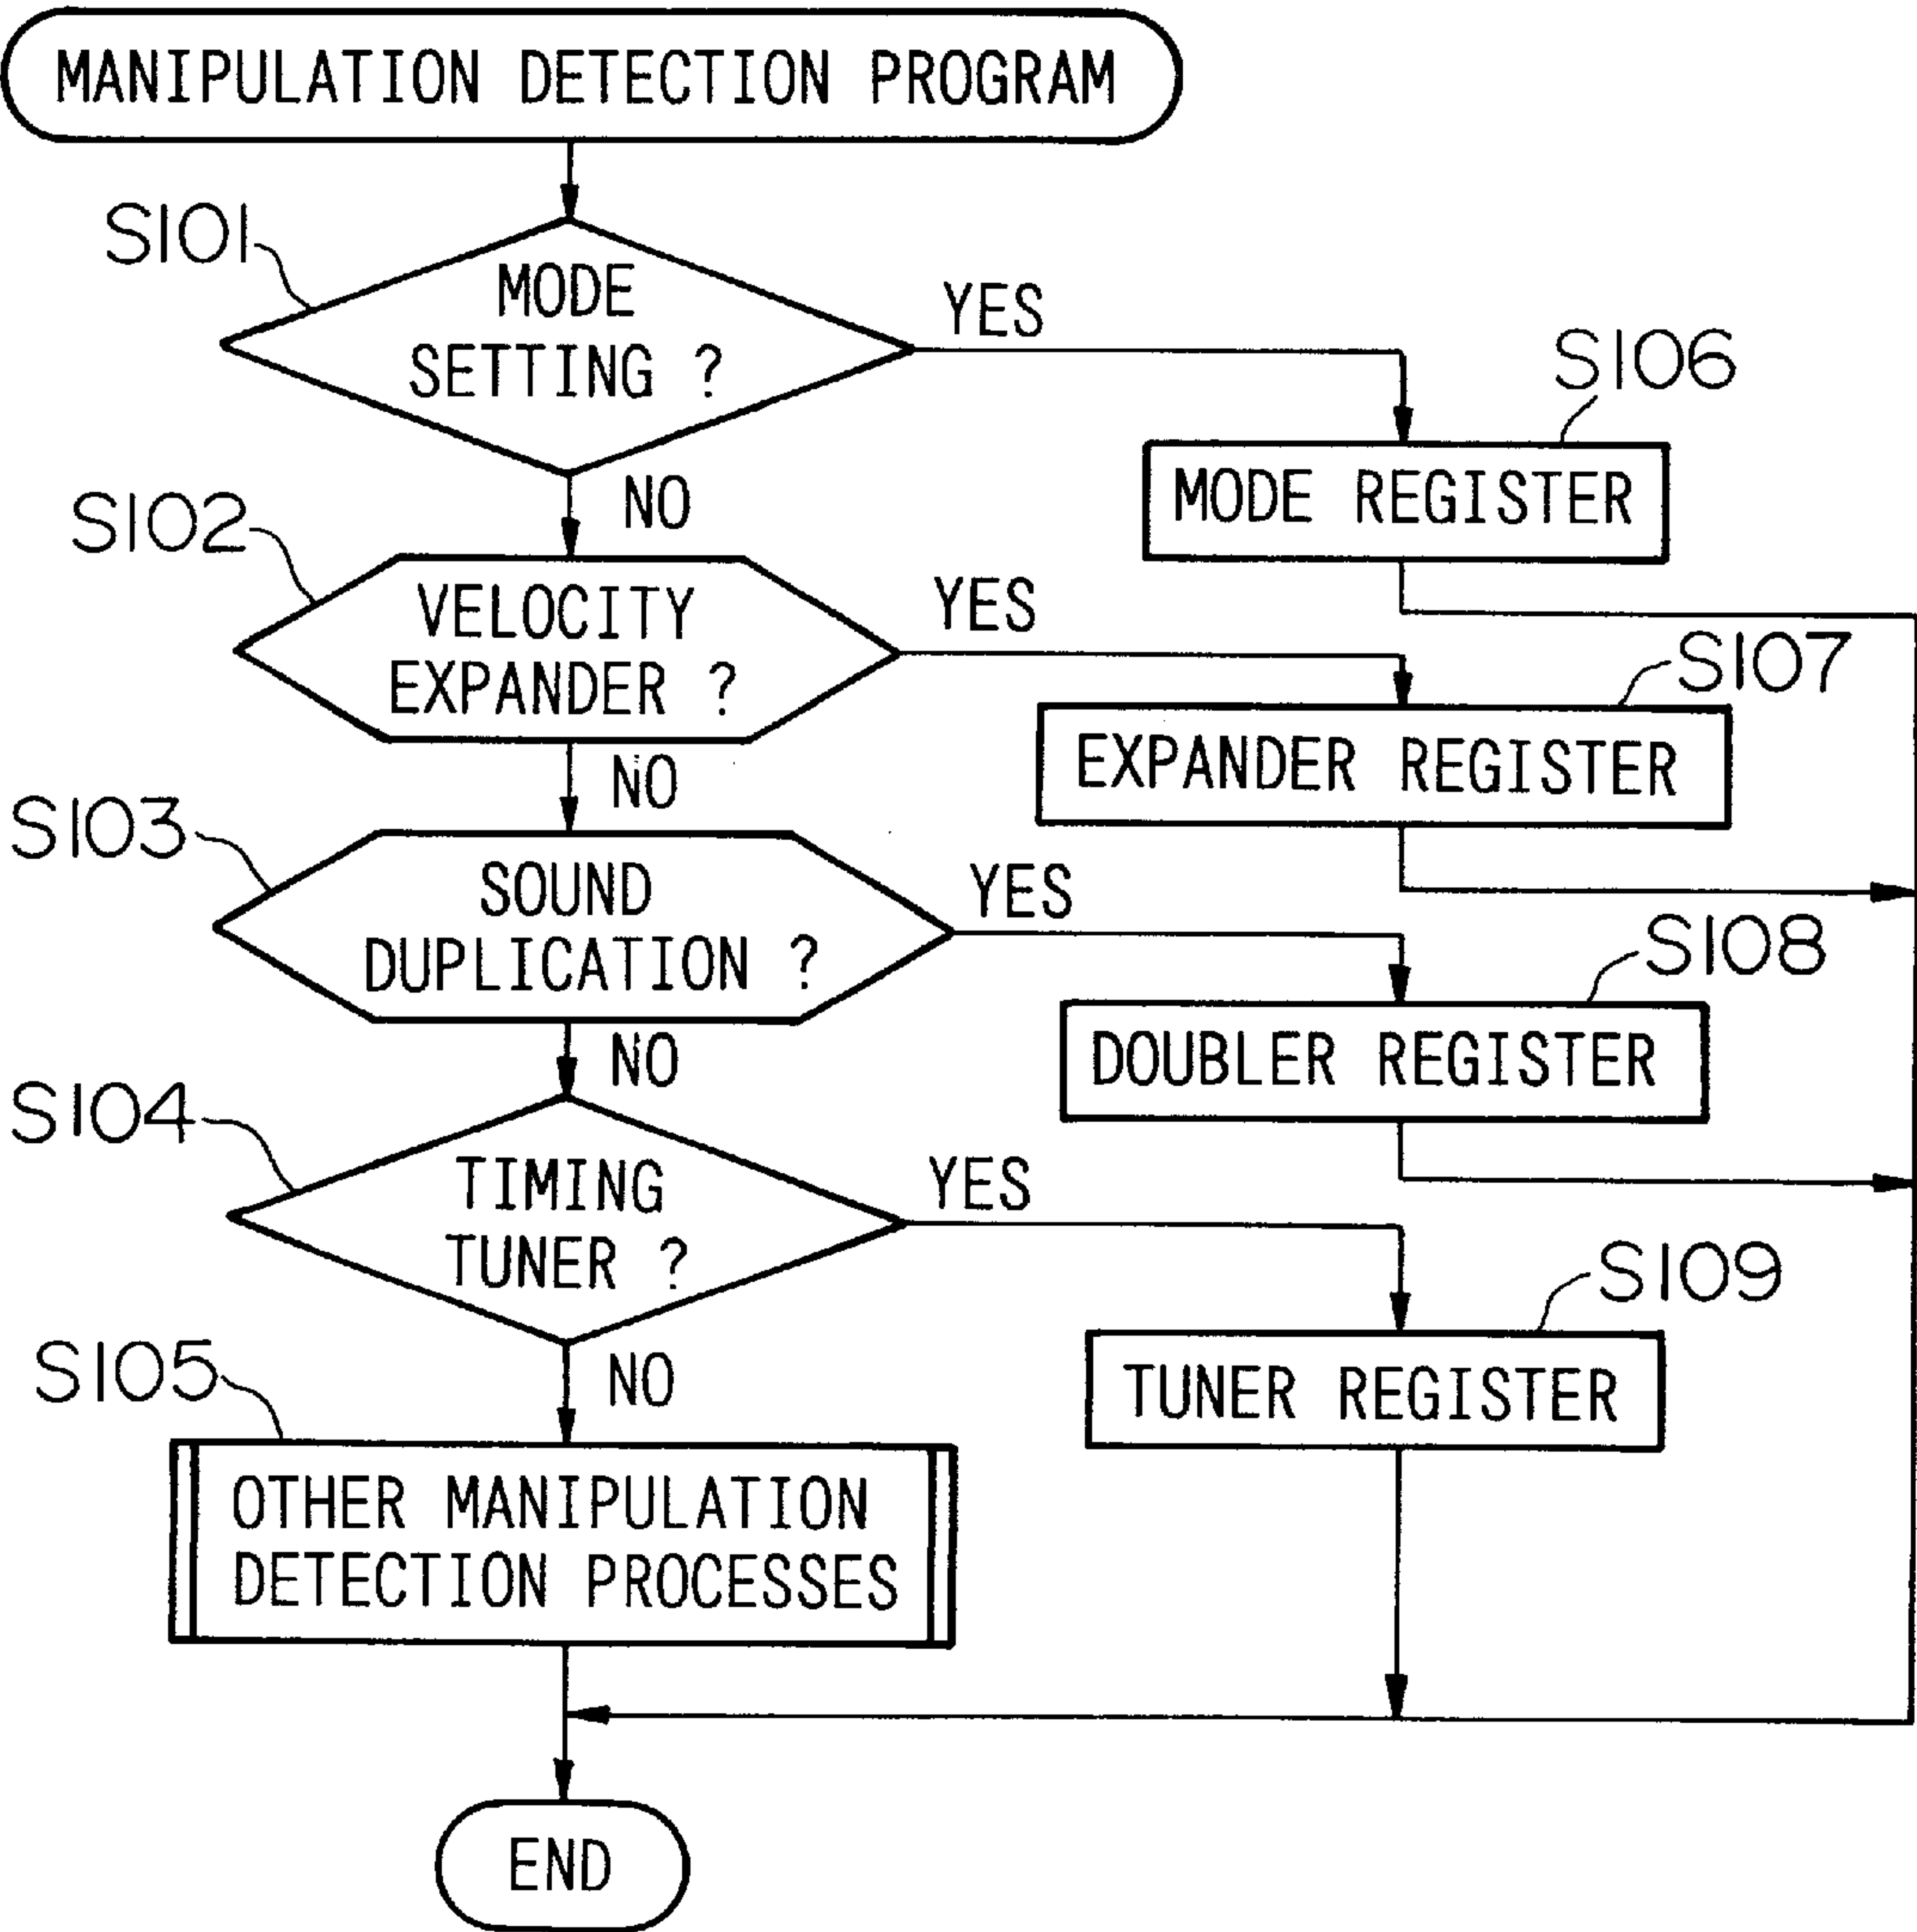 MANIPULATION DETECTION PROGRAM
S101
MODE
SETTING ?
YES
S106
MODE REGISTER
NO
S102
VELOCITY
EXPANDER ?
YES
S107
EXPANDER REGISTER
NO
S103
SOUND
DUPLICATION ?
YES
S108
DOUBLER REGISTER
NO
S104
TIMING
TUNER ?
YES
S109
TUNER REGISTER
NO
S105
OTHER MANIPULATION
DETECTION PROCESSES
END